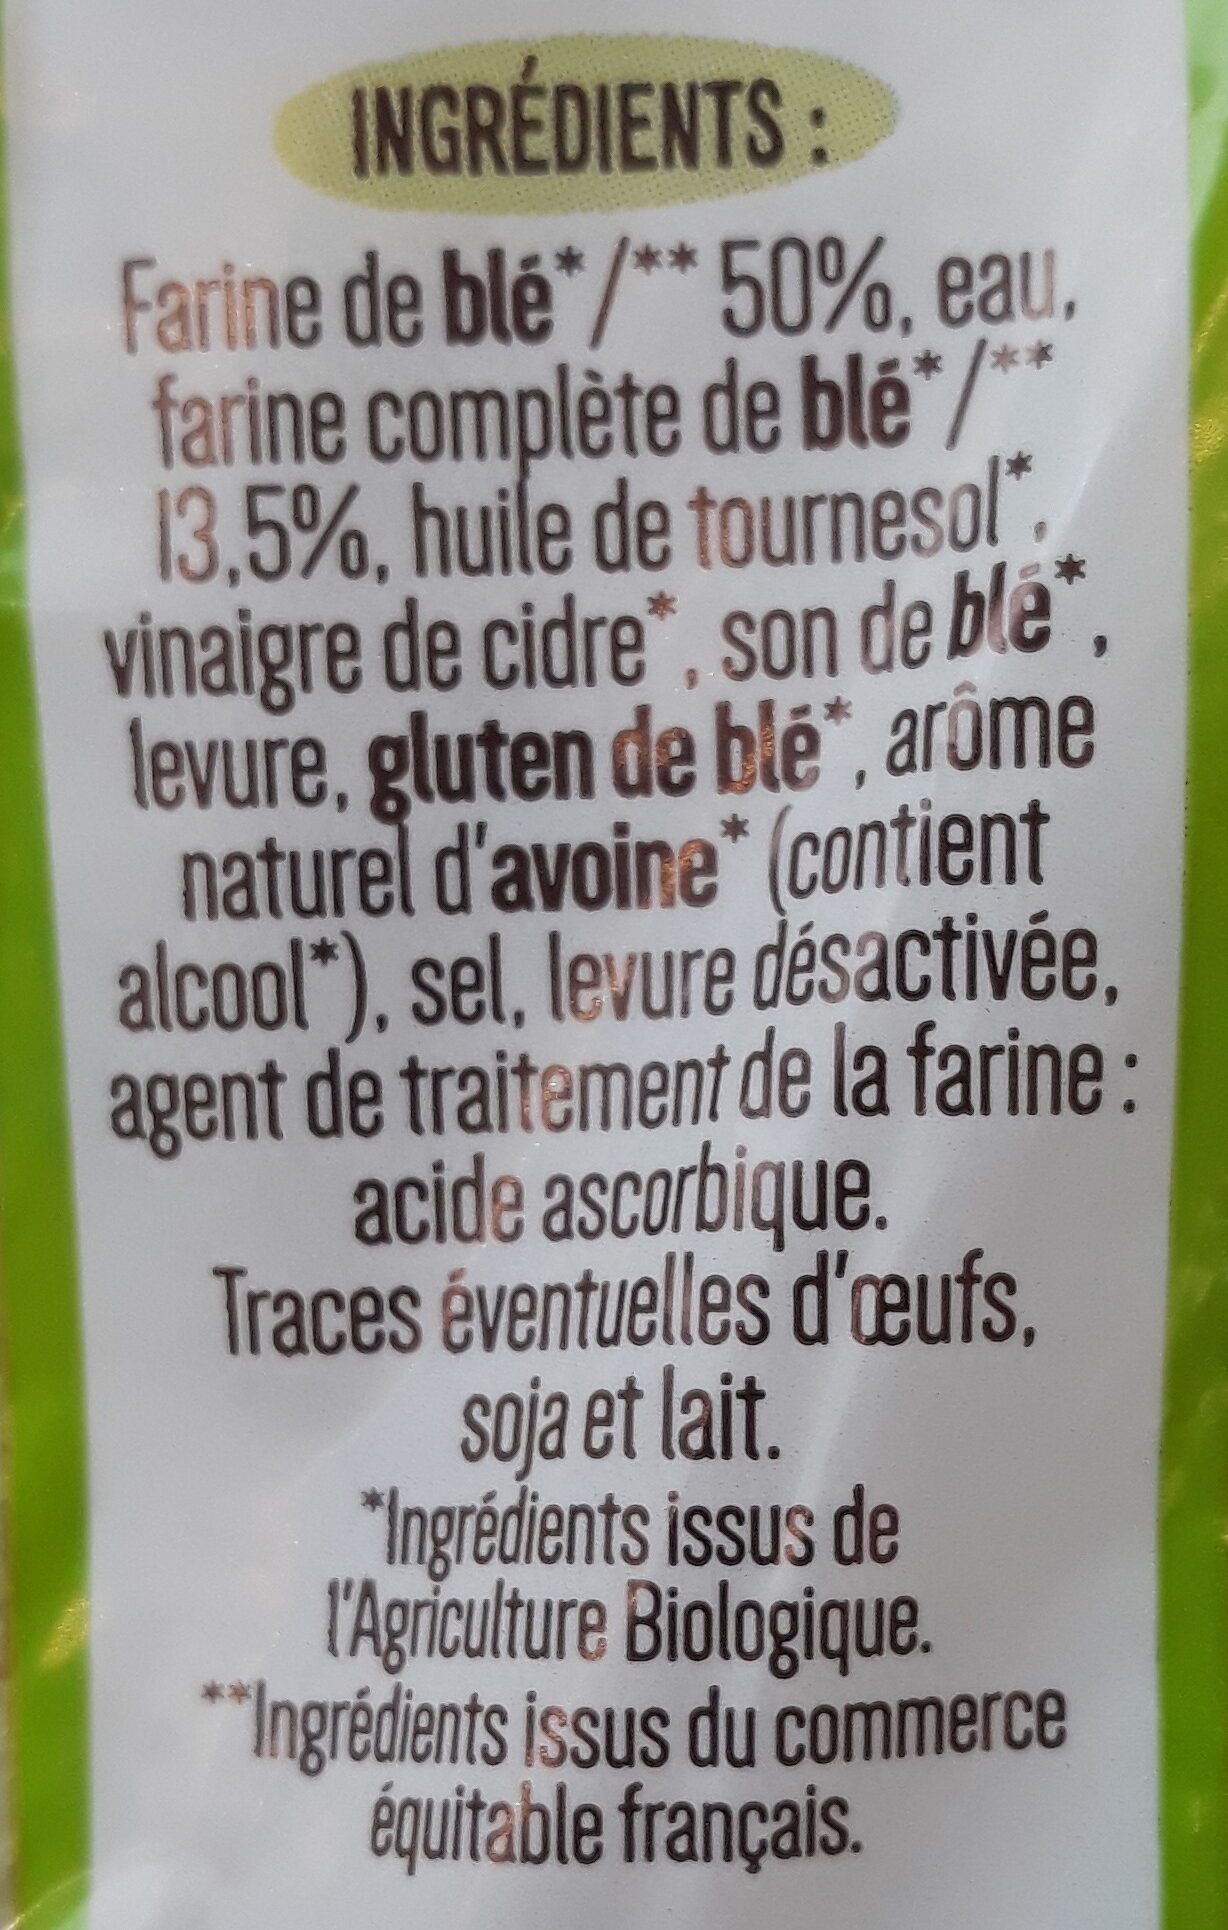 INGRÉDIENTS :
Farine de blé*/** 50%, eau,
farine complète de blé*/**
13,5%, huile de tournesol*,
vinaigre de cidre*, son de blé*,
levure, gluten de blé*, arôme
naturel d'avoine* (contient
alcool*), sel, levure désactivée,
agent de traitement de la farine :
acide ascorbique.
Traces éventuelles d'œufs,
soja et lait.
*Ingrédients issus de
l'Agriculture Biologique.
**Ingrédients issus du commerce
équitable français.